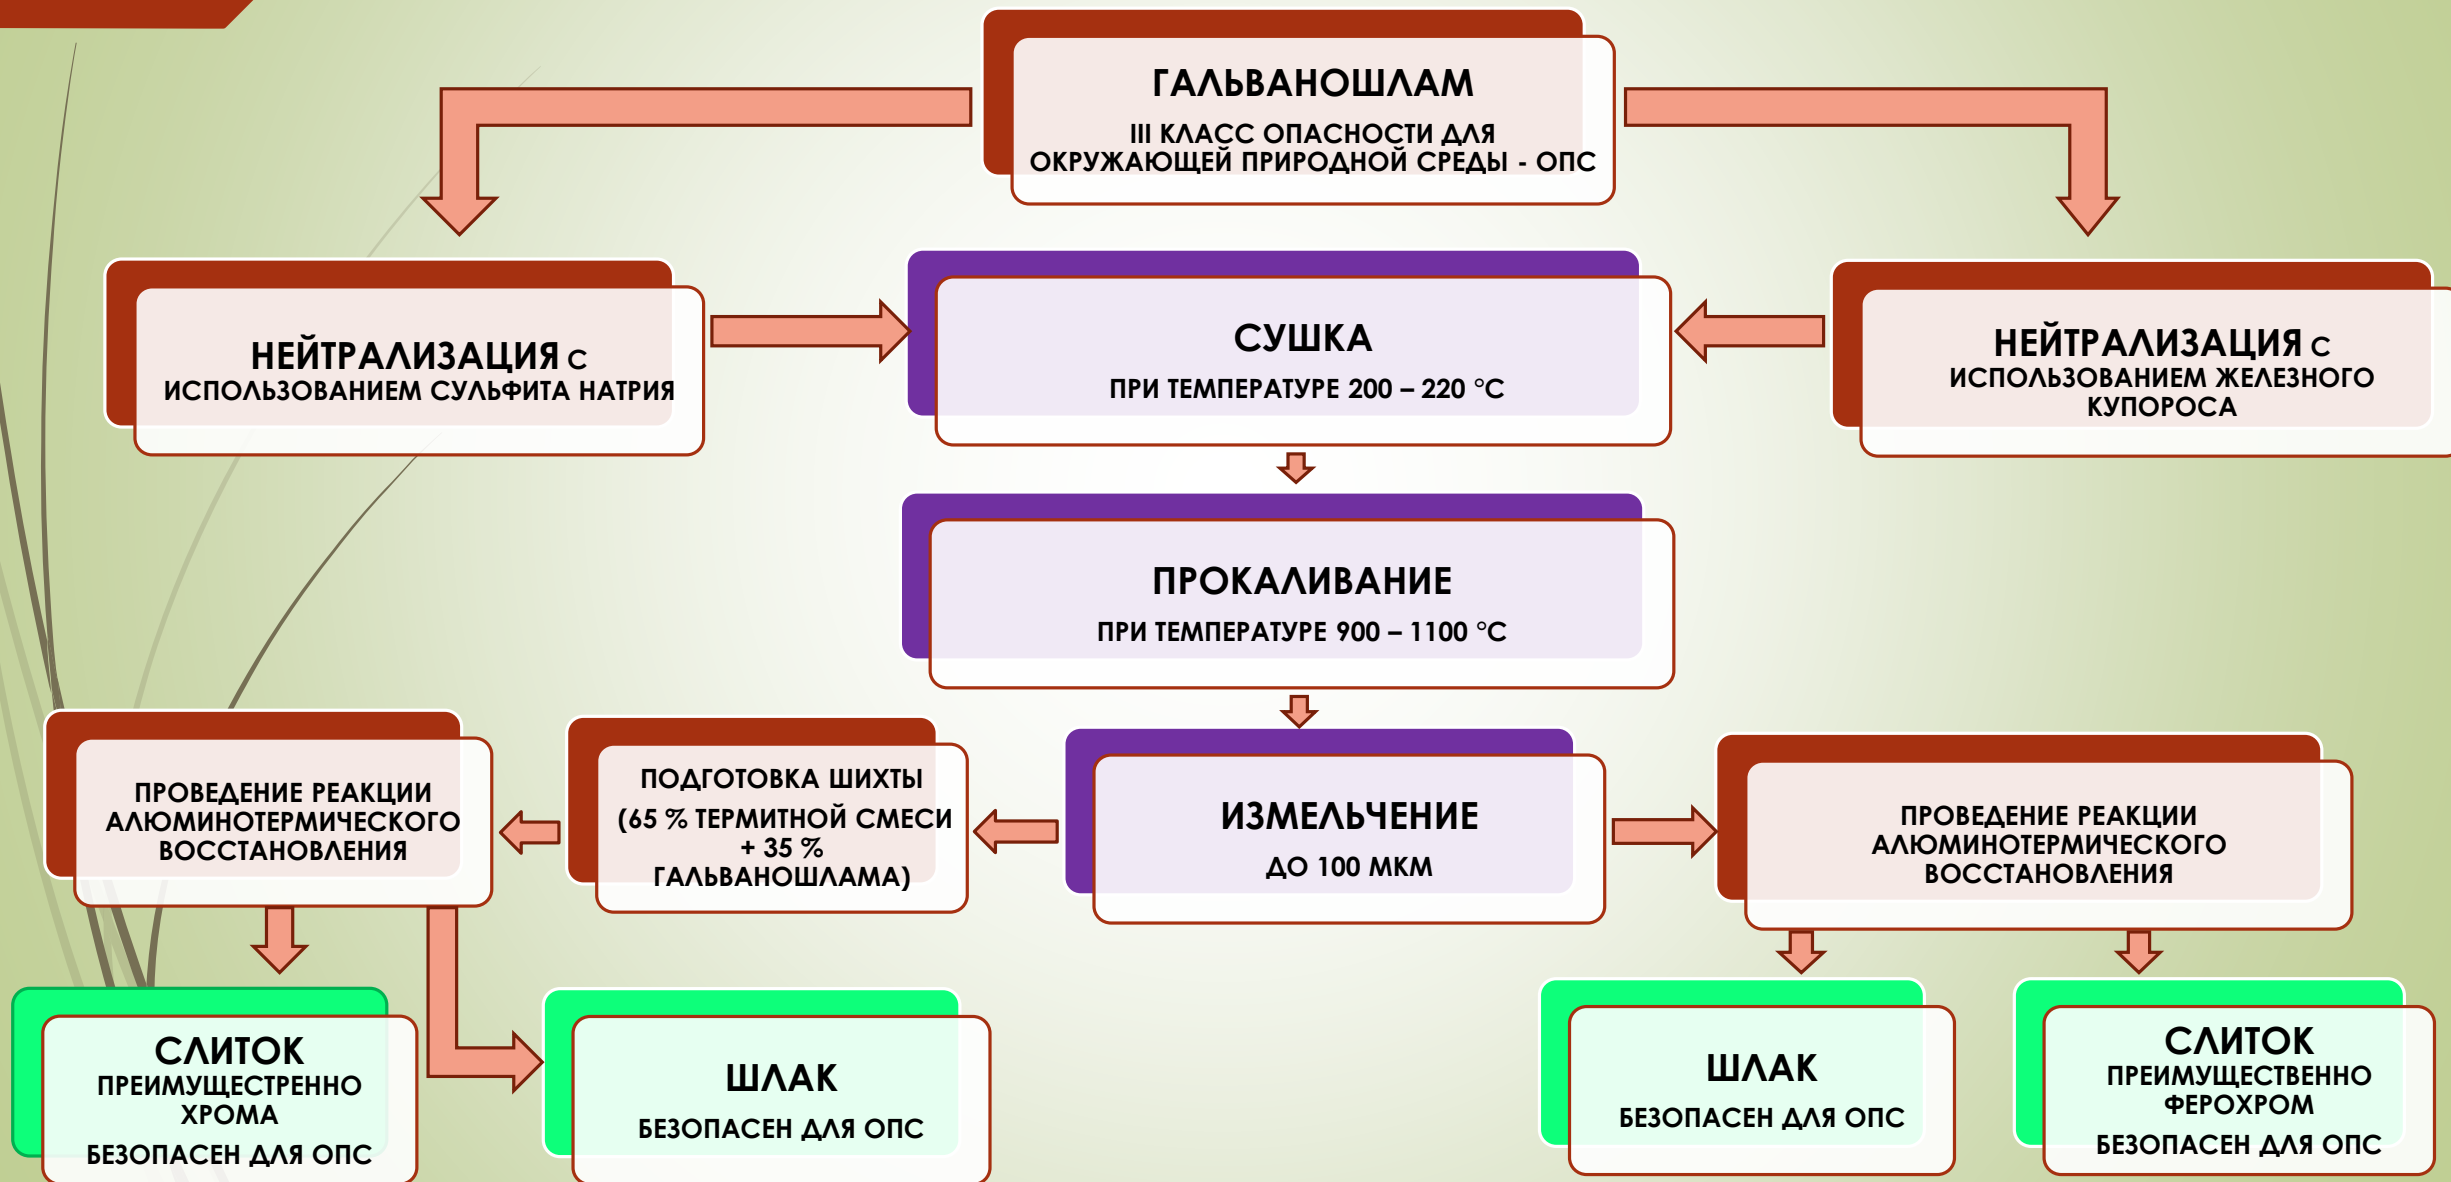 ГАЛЬВАНОШЛАМ
III КЛАСС ОПАСНОСТИ ДЛЯ
ОКРУЖАЮЩЕЙ ПРИРОДНОЙ СРЕДЫ - ОПС
НЕЙТРАЛИЗАЦИЯ С
ИСПОЛЬЗОВАНИЕМ СУЛЬФИТА НАТРИЯ
СУШКА
ПРИ ТЕМПЕРАТУРЕ 200 – 220 °С
НЕЙТРАЛИЗАЦИЯ С
ИСПОЛЬЗОВАНИЕМ ЖЕЛЕЗНОГО
КУПОРОСА
ПРОКАЛИВАНИЕ
ПРИ ТЕМПЕРАТУРЕ 900 – 1100 °С
ПРОВЕДЕНИЕ РЕАКЦИИ
АЛЮМИНОТЕРМИЧЕСКОГО
ВОССТАНОВЛЕНИЯ
ПОДГОТОВКА ШИХТЫ
(65 % ТЕРМИТНОЙ СМЕСИ
+ 35 %
ГАЛЬВАНОШЛАМА)
ИЗМЕЛЬЧЕНИЕ
ДО 100 МКМ
ПРОВЕДЕНИЕ РЕАКЦИИ
АЛЮМИНОТЕРМИЧЕСКОГО
ВОССТАНОВЛЕНИЯ
СЛИТОК
ПРЕИМУЩЕСТРЕННО
ХРОМА
БЕЗОПАСЕН ДЛЯ ОПС
ШЛАК
БЕЗОПАСЕН ДЛЯ ОПС
ШЛАК
БЕЗОПАСЕН ДЛЯ ОПС
СЛИТОК
ПРЕИМУЩЕСТВЕННО
ФЕРОХРОМ
БЕЗОПАСЕН ДЛЯ ОПС